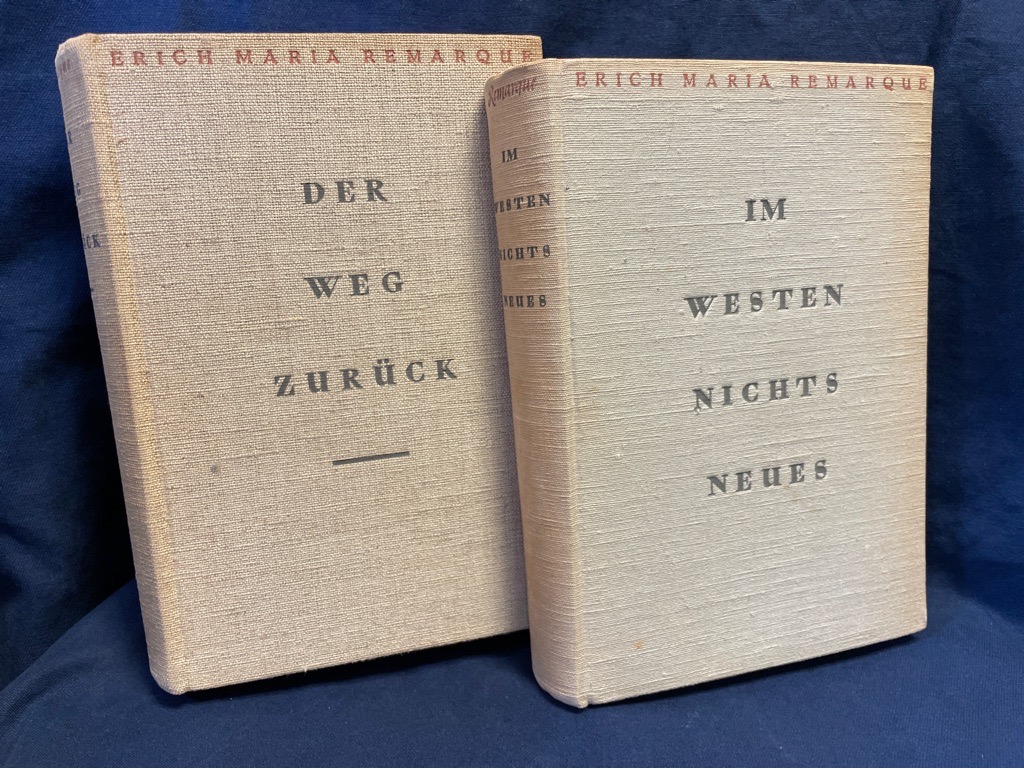 ERICH MARIA REMARQUE
DER
WEG
ZURÜCK
Remarque
IM
WESTEN
NICHTS
NEUES
ERICH MARIA REMARQUE
IM
WESTEN
NICHTS
NEUES